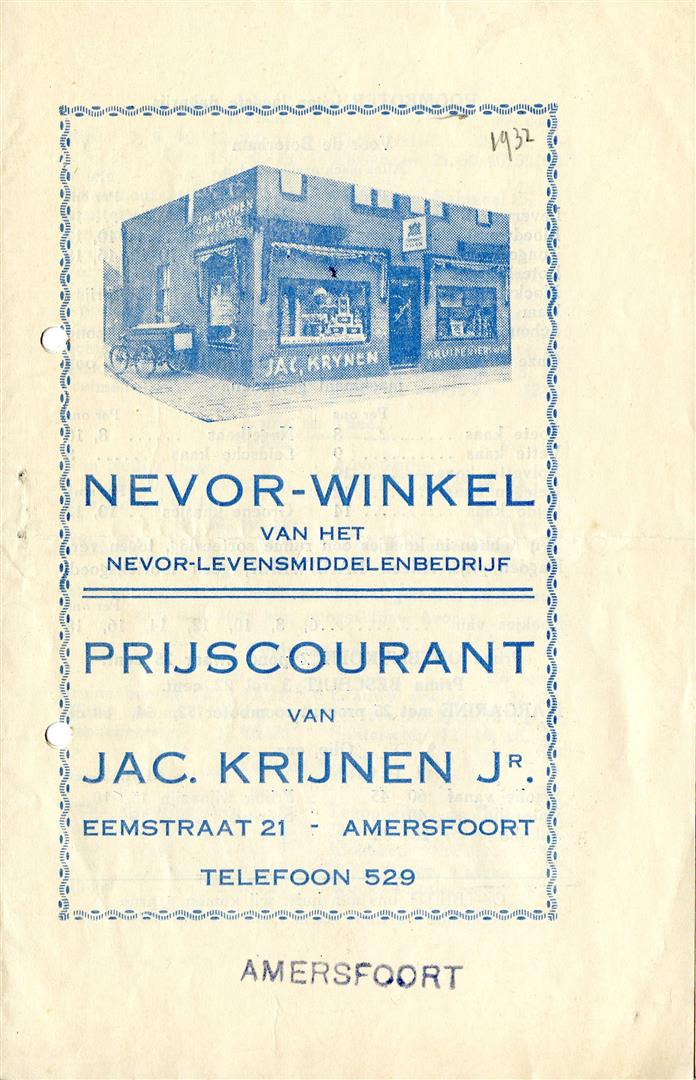 1932
JAC. KRYNEN
NEVOR
JAC, KRYNEN
KRUIDENIERSWAR
NEVOR-WINKEL
VAN HET
NEVOR-LEVENSMIDDELENBEDRIJF
PRIJSCOURANT
VAN
JAC. KRIJNEN JR.
EEMSTRAAT 21 - AMERSFOORT
TELEFOON 529
AMERSFOORT